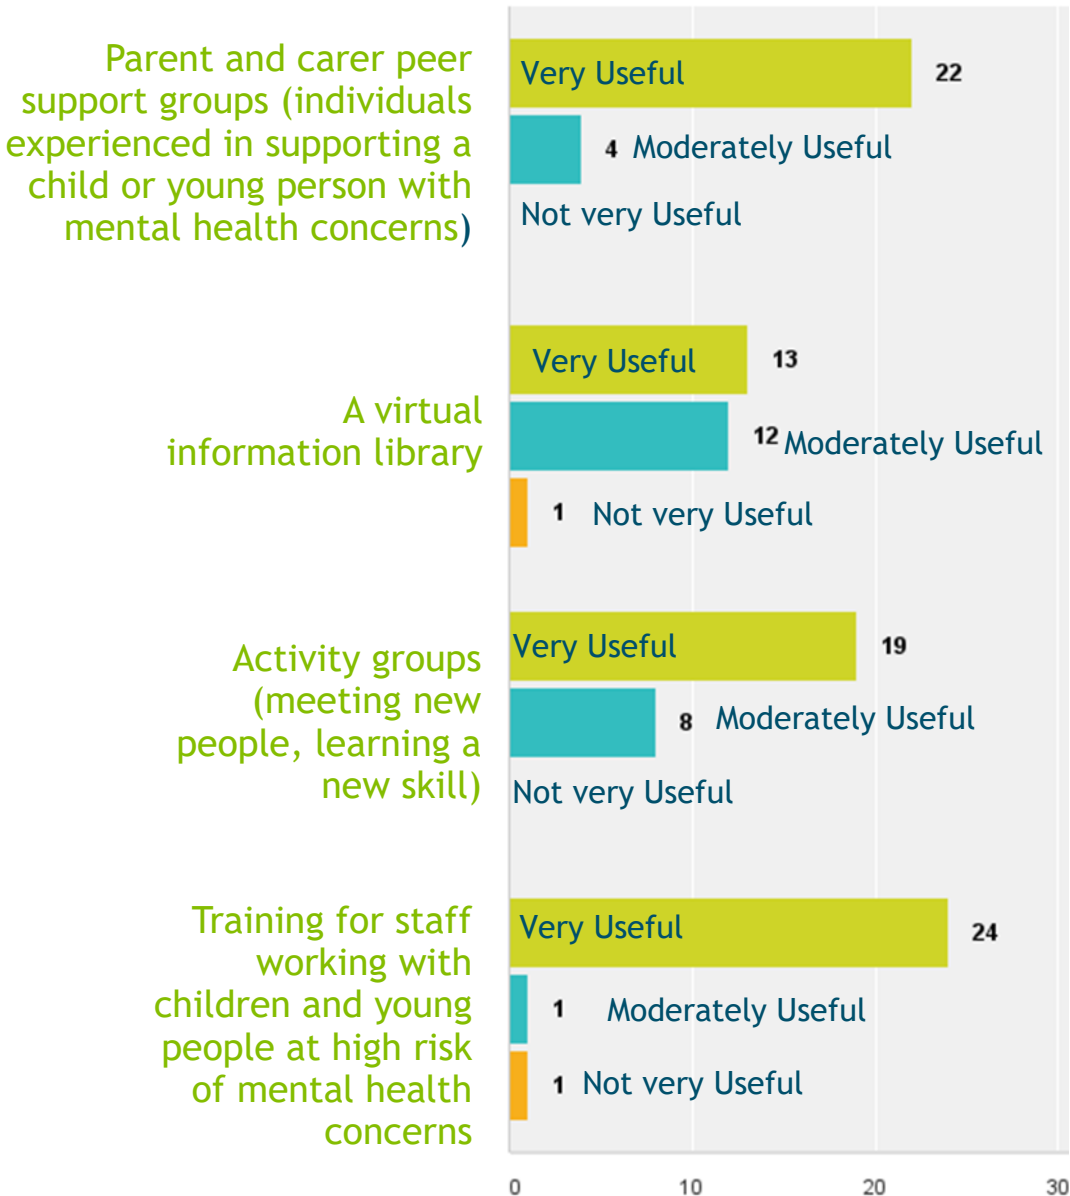 Parent and carer peer
support groups (individuals
experienced in supporting a
child or young person with
mental health concerns)
Very Useful 22
4 Moderately Useful
Not very Useful
A virtual
information library
Very Useful 13
12 Moderately Useful
1 Not very Useful
Activity groups
(meeting new
people, learning a
new skill)
Very Useful 19
8 Moderately Useful
Not very Useful
Training for staff
working with
children and young
people at high risk
of mental health
concerns
Very Useful 24
1 Moderately Useful
1 Not very Useful
0 10 20 30